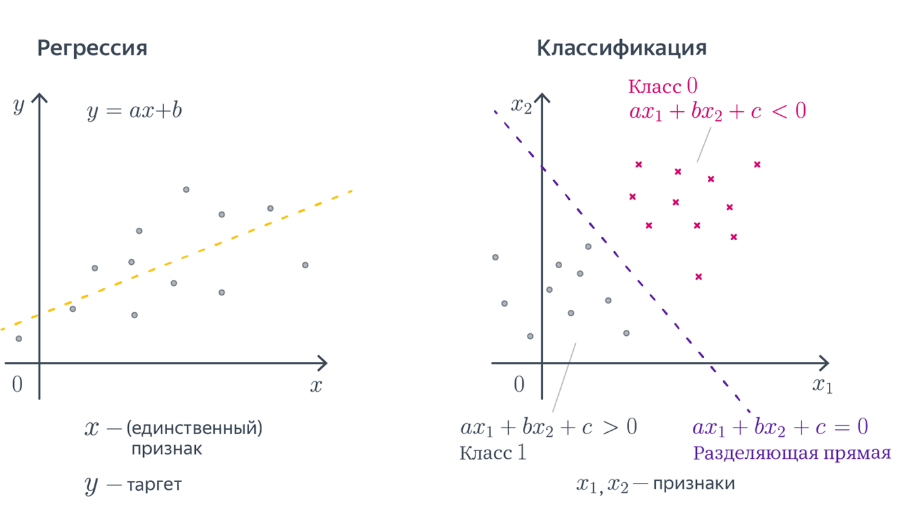 Регрессия
y
y = ax+b
0
x
x — (единственный)
признак
y — таргет
Классификация
x₂
Класс 0
ax₁ + bx₂ + c < 0
0
x₁
ax₁ + bx₂ + c > 0
Класс 1
ax₁ + bx₂ + c = 0
Разделяющая прямая
x₁, x₂ — признаки